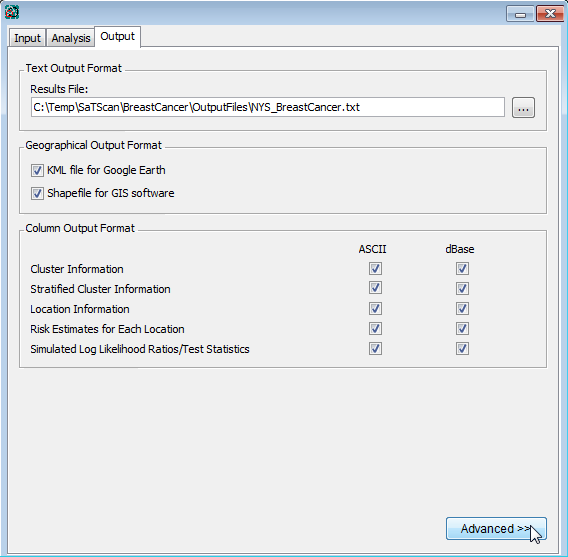 Input Analysis Output
Text Output Format
Results File:
C:\Temp\SaTScan\BreastCancer\OutputFiles\NYS_BreastCancer.txt
...
Geographical Output Format
KML file for Google Earth
Shapefile for GIS software
Column Output Format
ASCII dBase
Cluster Information
Stratified Cluster Information
Location Information
Risk Estimates for Each Location
Simulated Log Likelihood Ratios/Test Statistics
Advanced >>